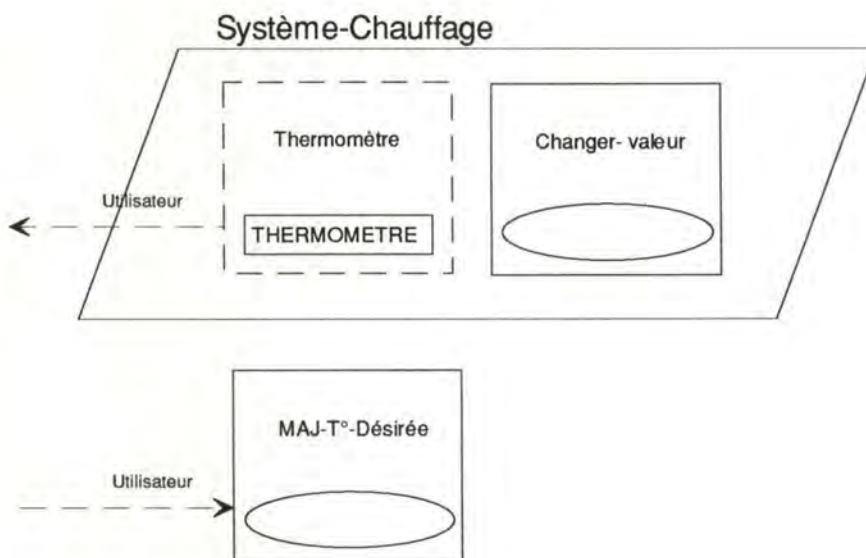 Système-Chauffage
Thermomètre
Changer- valeur
Utilisateur
THERMOMETRE
MAJ-T°-Désirée
Utilisateur